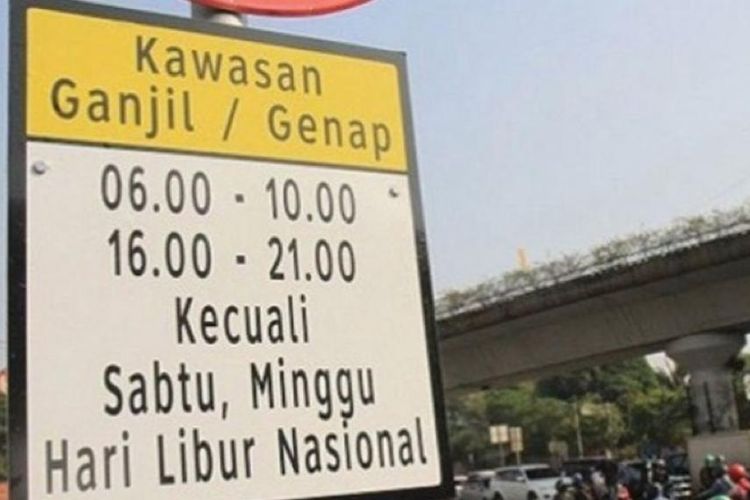 Kawasan
Ganjil / Genap
06.00 - 10.00
16.00 - 21.00
Kecuali
Sabtu, Minggu
Hari Libur Nasional